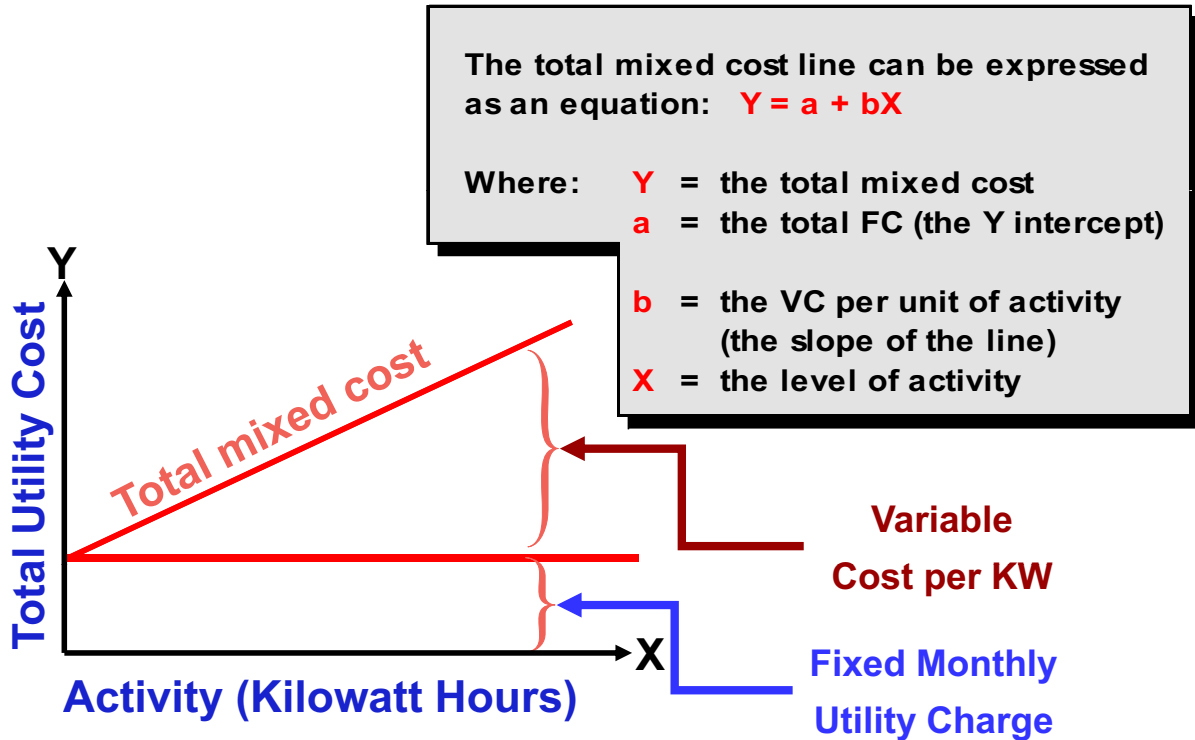 The total mixed cost line can be expressed
as an equation: Y = a + bX
Where: Y = the total mixed cost
a = the total FC (the Y intercept)
b = the VC per unit of activity
(the slope of the line)
X = the level of activity
Y
Total Utility Cost
Total mixed cost
X
Activity (Kilowatt Hours)
Variable
Cost per KW
Fixed Monthly
Utility Charge